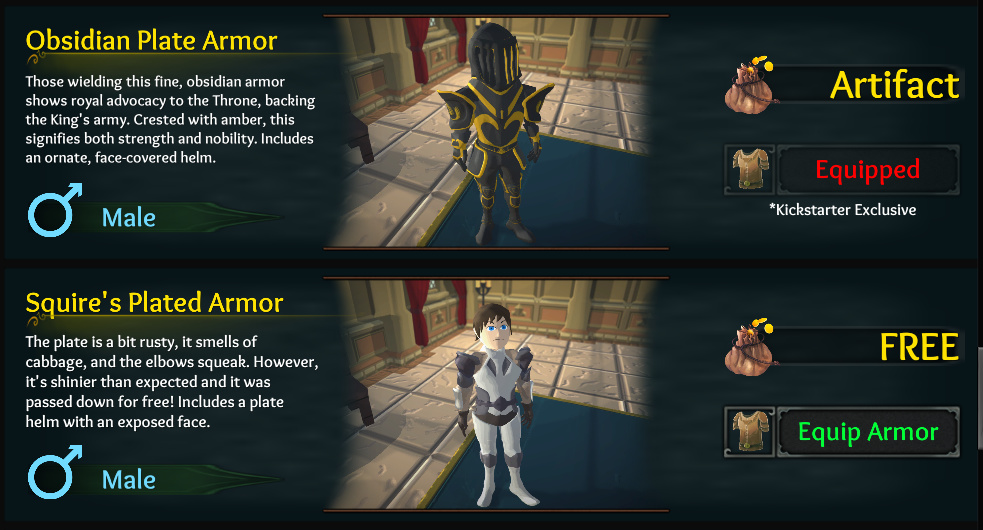 Obsidian Plate Armor
Those wielding this fine, obsidian armor
shows royal advocacy to the Throne, backing
the King's army. Crested with amber, this
signifies both strength and nobility. Includes
an ornate, face-covered helm.
Male
Artifact
Equipped
*Kickstarter Exclusive
Squire's Plated Armor
The plate is a bit rusty, it smells of
cabbage, and the elbows squeak. However,
it's shinier than expected and it was
passed down for free! Includes a plate
helm with an exposed face.
Male
FREE
Equip Armor